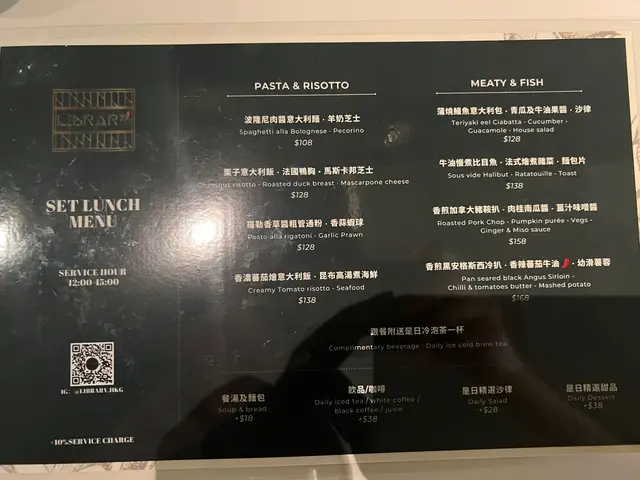 LIBRARY
SET LUNCH
MENU
SERVICE HOUR
12:00-15:00
IG: @LIBRARY.HKG
+10%SERVICE CHARGE
PASTA & RISOTTO
波隆尼肉醬意大利麵 · 羊奶芝士
Spaghetti alla Bolognese - Pecorino
$108
栗子意大利飯 · 法國鴨胸 · 馬斯卡邦芝士
Chestnut risotto - Roasted duck breast - Mascarpone cheese
$128
羅勒香草醬粗管通粉 · 香蒜蝦球
Pesto alla rigatoni - Garlic Prawn
$128
香濃蕃茄燴意大利飯 · 昆布高湯煮海鮮
Creamy Tomato risotto - Seafood
$138
MEATY & FISH
蒲燒鰻魚意大利包 · 青瓜及牛油果醬 · 沙律
Teriyaki eel Ciabatta - Cucumber -
Guacamole - House salad
$128
牛油慢煮比目魚 · 法式燴煮雜菜 · 麵包片
Sous vide Halibut - Ratatouille - Toast
$138
香煎加拿大豬鞍扒 · 肉桂南瓜醬 · 薑汁味噌醬
Roasted Pork Chop - Pumpkin purée - Vegs -
Ginger & Miso sauce
$158
香煎黑安格斯西冷扒 · 香辣蕃茄牛油 · 幼滑薯蓉
Pan seared black Angus Sirloin -
Chilli & tomatoes butter - Mashed potato
$168
跟餐附送是日冷泡茶一杯
Complimentary beverage : Daily ice cold brew tea
餐湯及麵包
Soup & bread
+$18
飲品/咖啡
Daily iced tea / white coffee /
black coffee / juice
+$38
是日精選沙律
Daily Salad
+$28
是日精選甜品
Daily Dessert
+$38